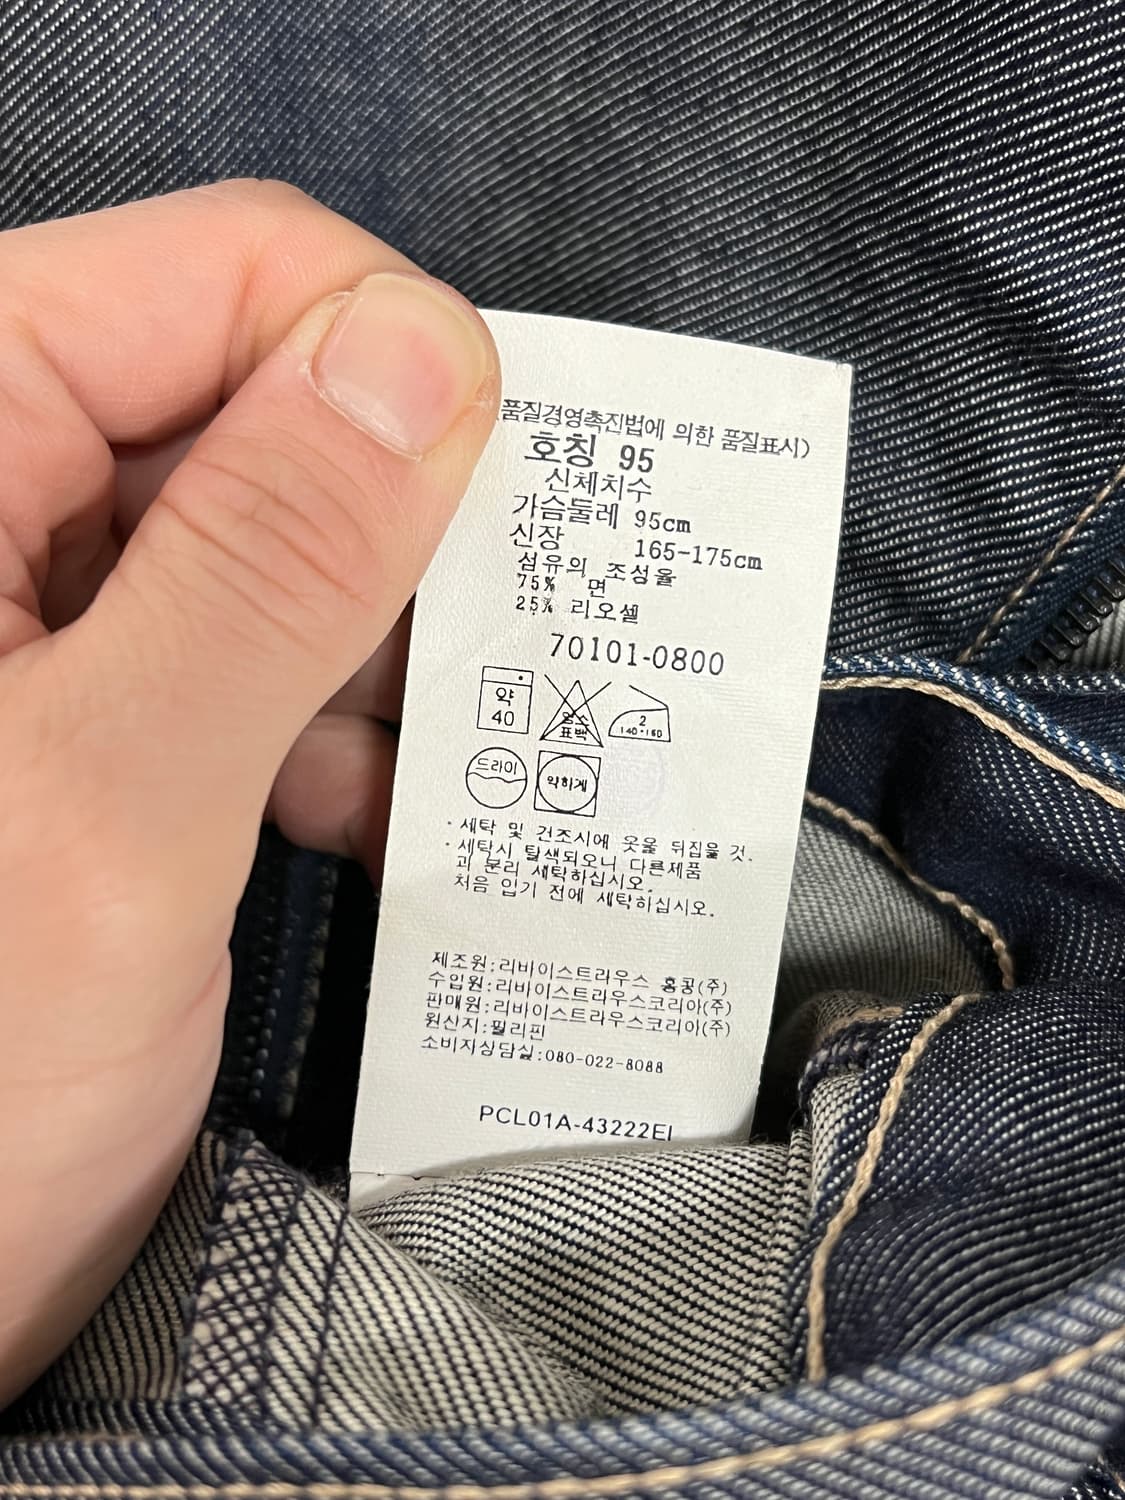 (품질경영촉진법에 의한 품질표시)
호칭 95
신체치수
가슴둘레 95cm
신장 165-175cm
섬유의 조성율
75% 면
25% 리오셀
70101-0800
약
40
염소
표백
2
140-160
드라이
약하게
· 세탁 및 건조시에 옷을 뒤집을 것.
· 세탁시 탈색되오니 다른제품
과 분리 세탁하십시오.
처음 입기 전에 세탁하십시오.
제조원:리바이스트라우스 홍콩(주)
수입원:리바이스트라우스코리아(주)
판매원:리바이스트라우스코리아(주)
원산지:필리핀
소비자상담실:080-022-8088
PCL01A-43222EI